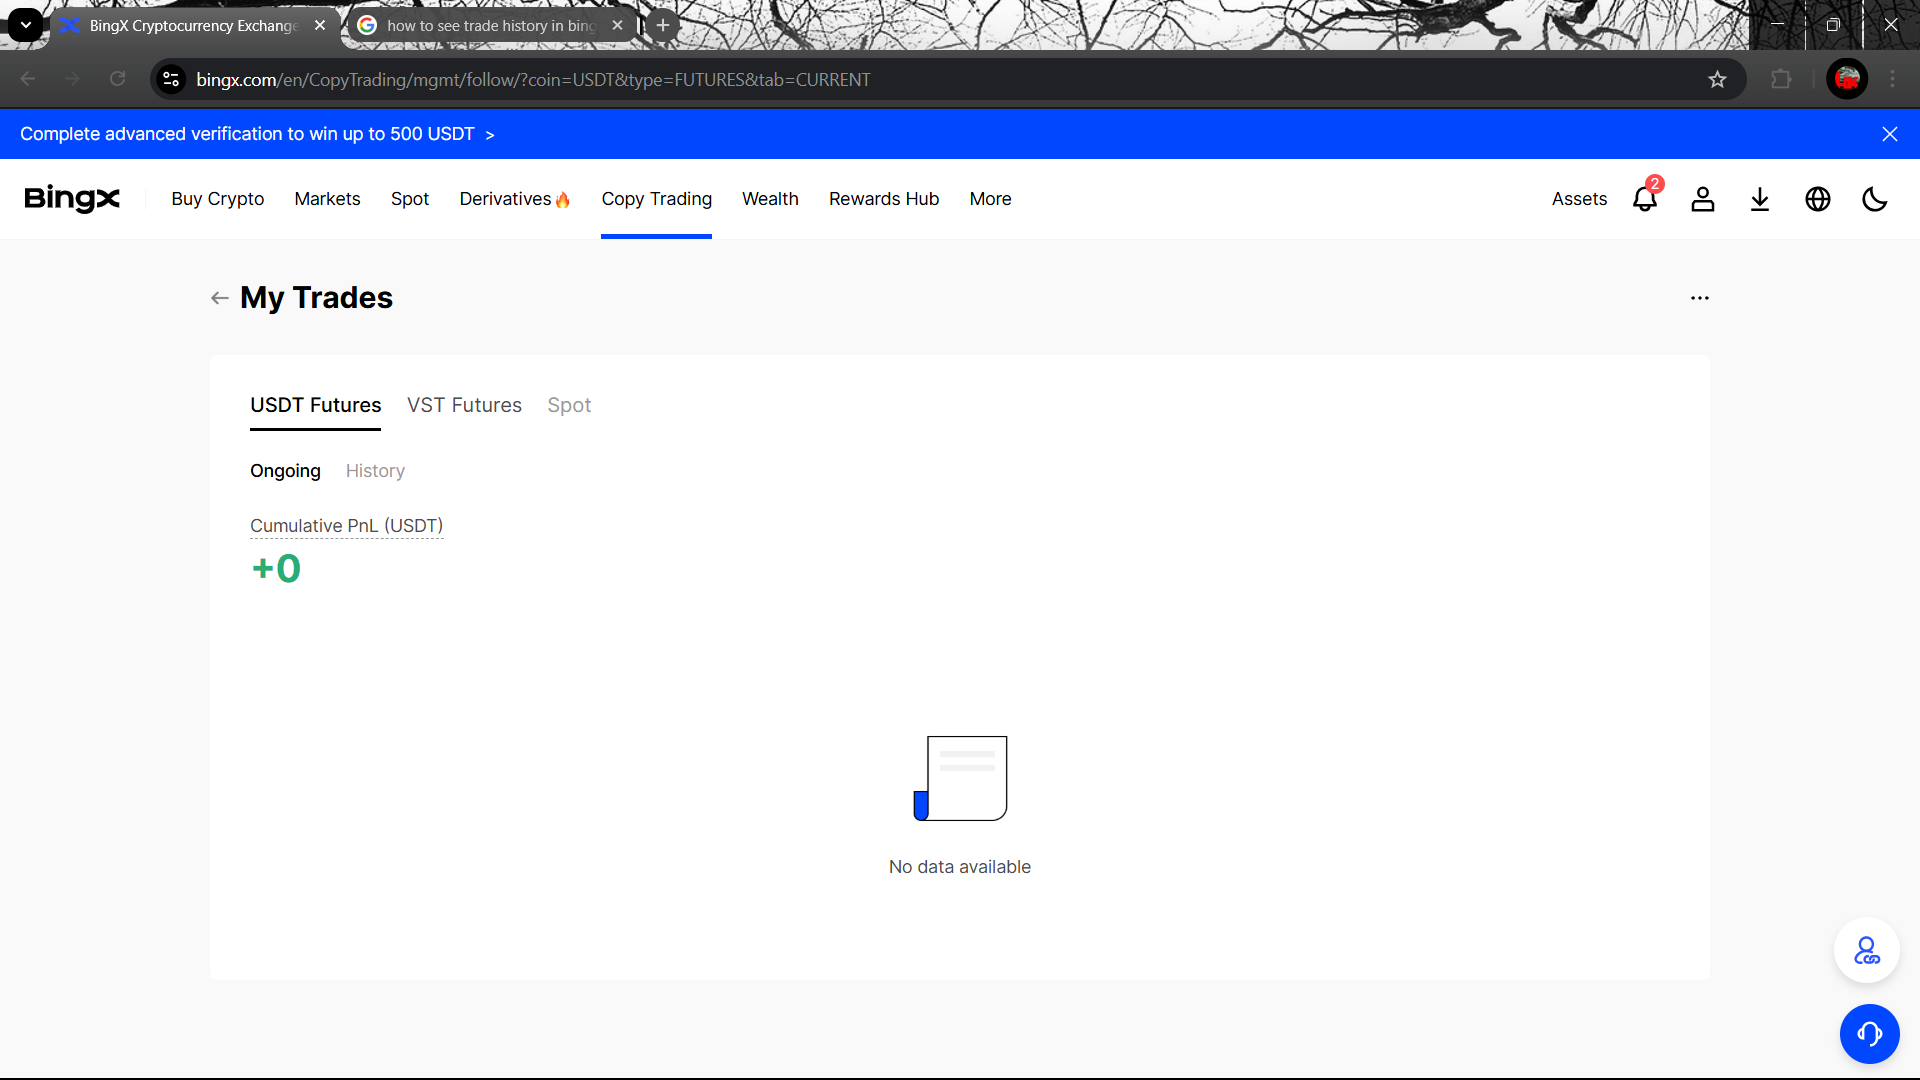 BingX Cryptocurrency Exchange
how to see trade history in bing
bingx.com/en/CopyTrading/mgmt/follow/?coin=USDT&type=FUTURES&tab=CURRENT
Complete advanced verification to win up to 500 USDT >
BingX
Buy Crypto
Markets
Spot
Derivatives🔥
Copy Trading
Wealth
Rewards Hub
More
Assets
2
My Trades
USDT Futures
VST Futures
Spot
Ongoing
History
Cumulative PnL (USDT)
+0
No data available